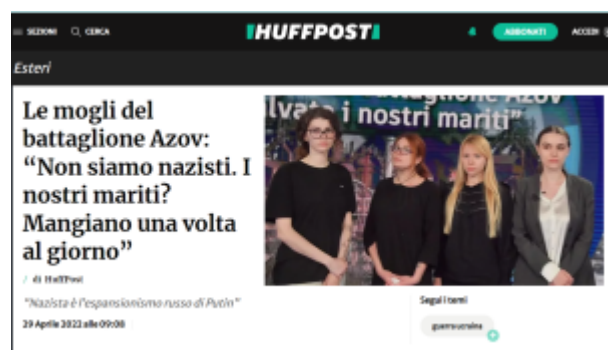 SEZIONI CERCA HUFFPOST ABBONATI ACCEDI
Esteri
Le mogli del
battaglione Azov:
“Non siamo nazisti. I
nostri mariti?
Mangiano una volta
al giorno”
battaglione Azov
lvate i nostri mariti”
/ di HuffPost
"Nazista è l'espansionismo russo di Putin"
29 Aprile 2022 alle 09:08
Segui i temi
guerra ucraina